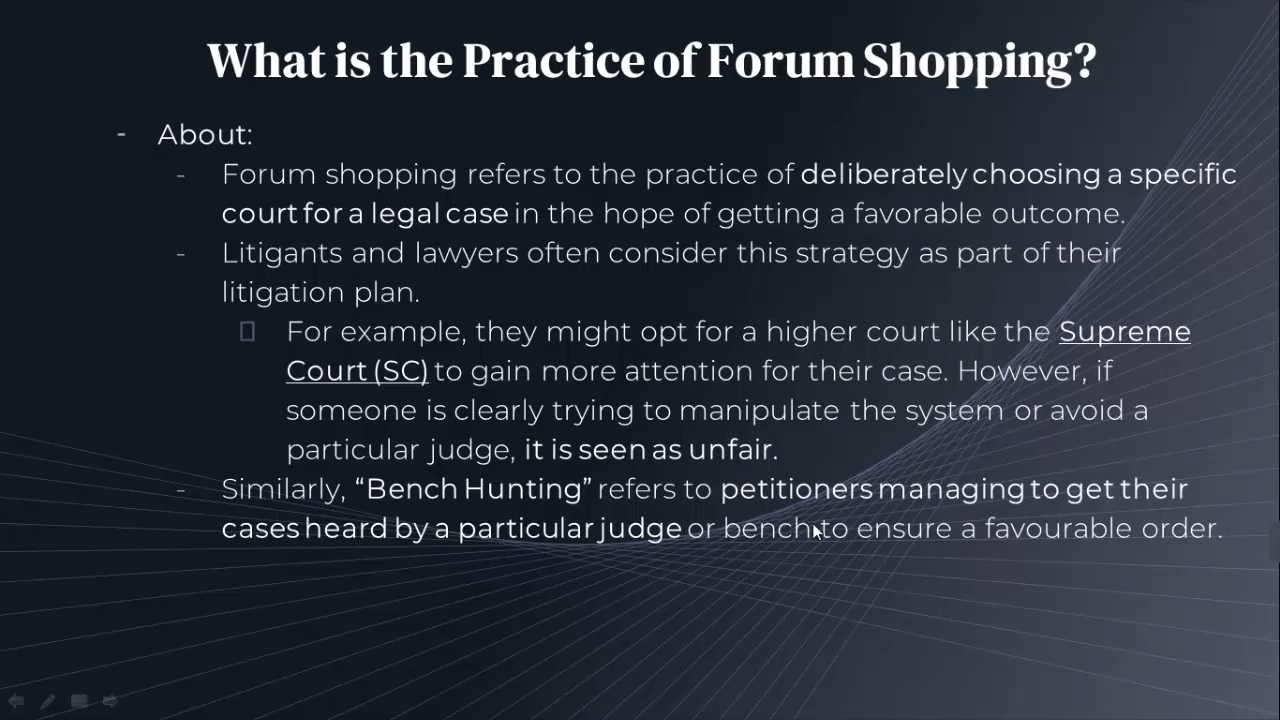 What is the Practice of Forum Shopping?
- About:
- Forum shopping refers to the practice of deliberately choosing a specific
court for a legal case in the hope of getting a favorable outcome.
- Litigants and lawyers often consider this strategy as part of their
litigation plan.
For example, they might opt for a higher court like the Supreme
Court (SC) to gain more attention for their case. However, if
someone is clearly trying to manipulate the system or avoid a
particular judge, it is seen as unfair.
- Similarly, “Bench Hunting” refers to petitioners managing to get their
cases heard by a particular judge or bench to ensure a favourable order.